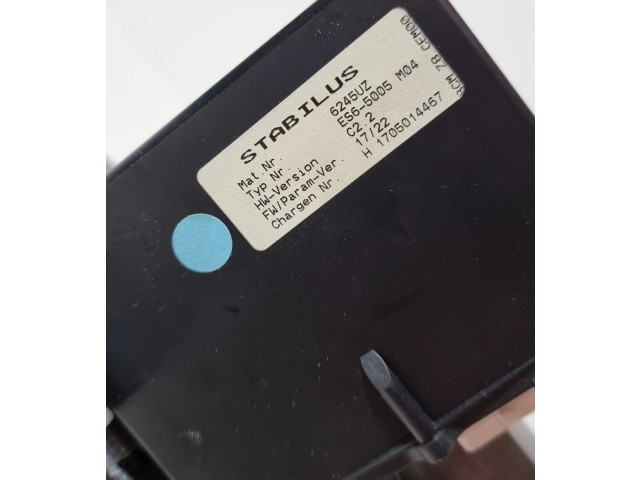 STABILUS
Mat.Nr. 6245UZ
Typ Nr. ES6-5005 M04
HW-Version C2.2
FW/Param-Ver. 17/22
Chargen Nr. H 1705014467